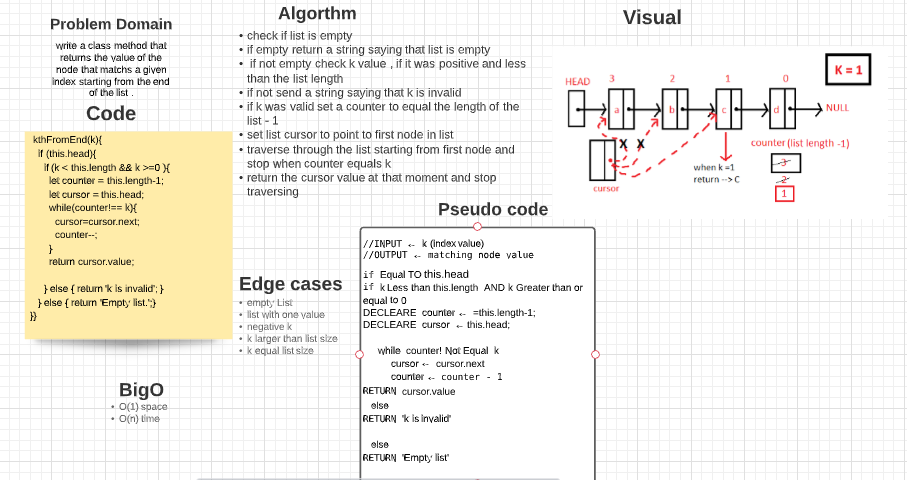 Problem Domain
write a class method that
returns the value of the
node that matchs a given
index starting from the end
of the list .
Code
kthFromEnd(k){
if (this.head){
if (k < this.length && k >=0 ){
let counter = this.length-1;
let cursor = this.head;
while(counter!== k){
cursor=cursor.next;
counter--;
}
return cursor.value;
} else { return 'k is invalid'; }
} else { return 'Empty list.';}
}}
BigO
• O(1) space
• O(n) time
Algorthm
• check if list is empty
• if empty return a string saying that list is empty
• if not empty check k value , if it was positive and less
than the list length
• if not send a string saying that k is invalid
• if k was valid set a counter to equal the length of the
list - 1
• set list cursor to point to first node in list
• traverse through the list starting from first node and
stop when counter equals k
• return the cursor value at that moment and stop
traversing
Edge cases
• empty List
• list with one value
• negative k
• k larger than list size
• k equal list size
Pseudo code
//INPUT ← k (index value)
//OUTPUT ← matching node value
if Equal TO this.head
if k Less than this.length AND k Greater than or
equal to 0
DECLEARE counter ← =this.length-1;
DECLEARE cursor ← this.head;
while counter! Not Equal k
cursor ← cursor.next
counter ← counter - 1
RETURN cursor.value
else
RETURN 'k is invalid'
else
RETURN 'Empty list'
Visual
K = 1
HEAD 3 2 1 0
a b c d NULL
X X
cursor
when k =1
return --> C
counter (list length -1)
3
2
1